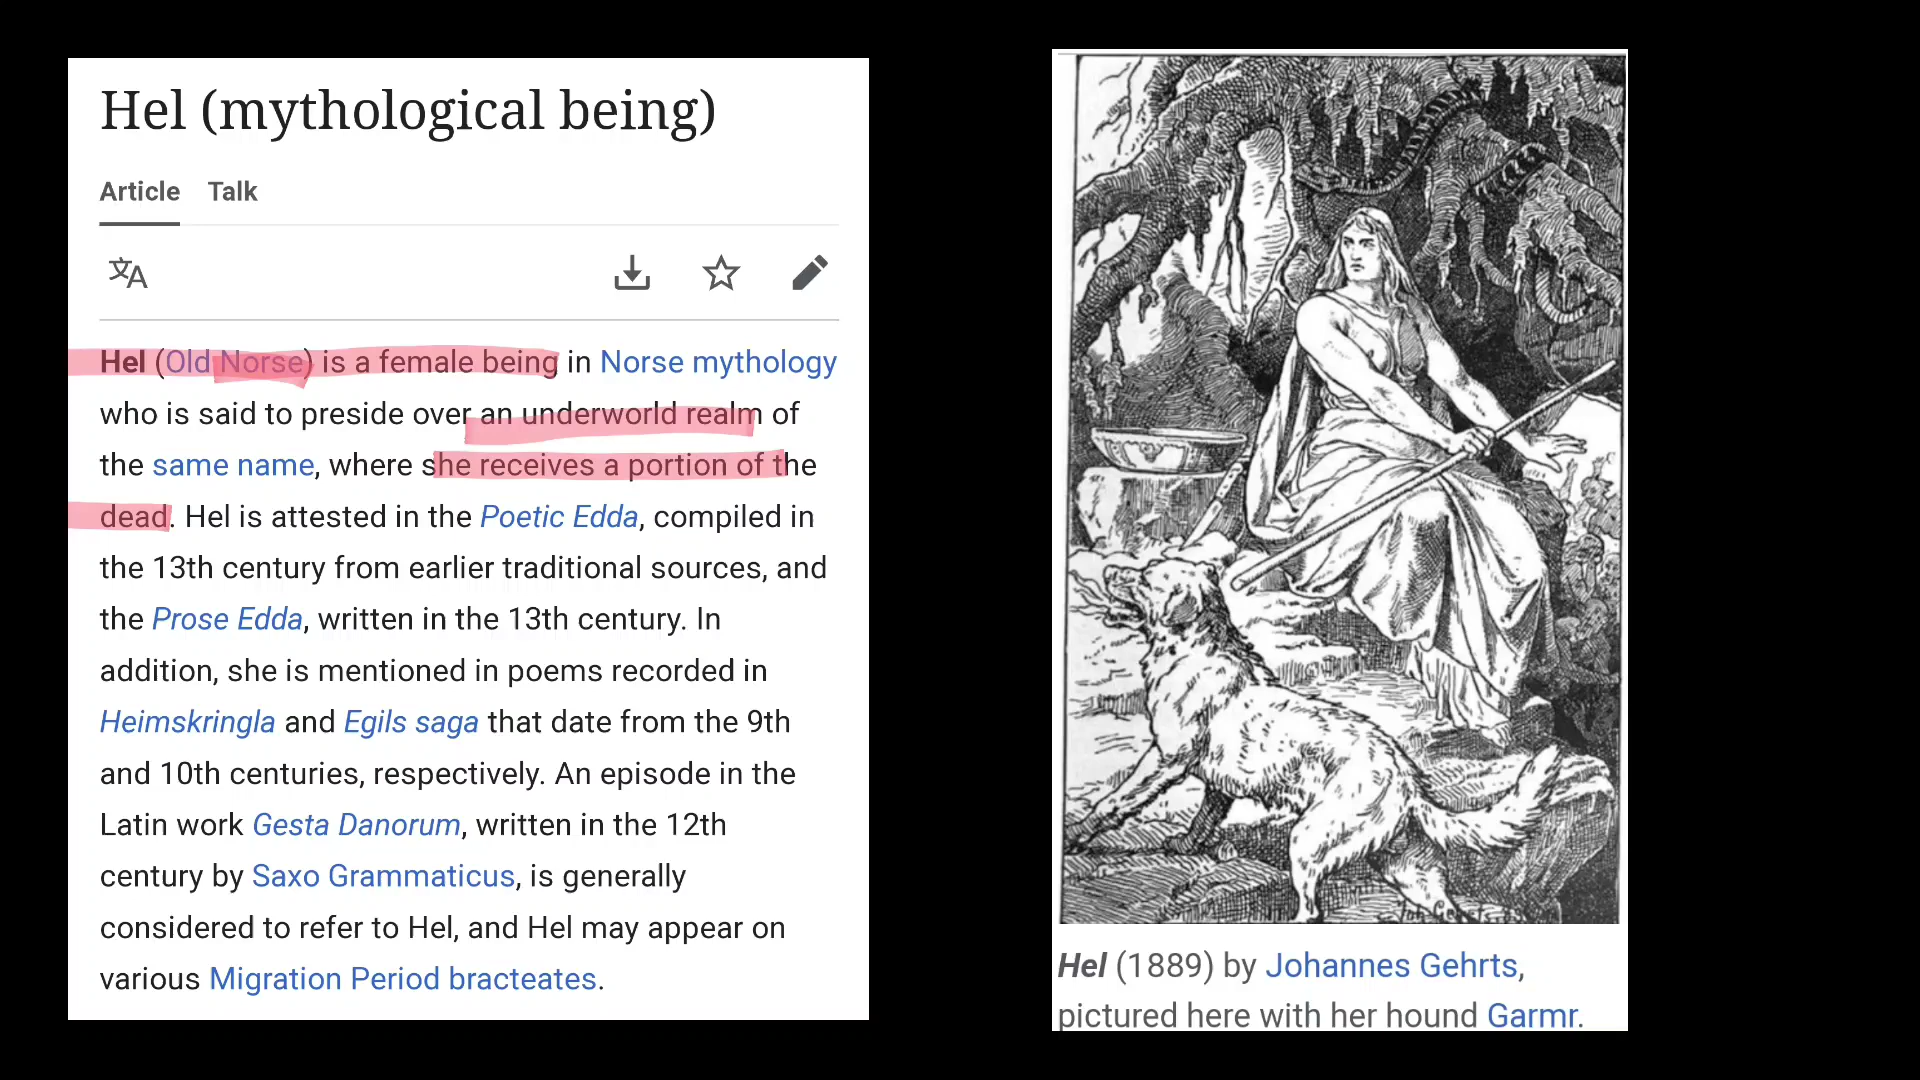 Hel (mythological being)
Article Talk
Hel (Old Norse) is a female being in Norse mythology
who is said to preside over an underworld realm of
the same name, where she receives a portion of the
dead. Hel is attested in the Poetic Edda, compiled in
the 13th century from earlier traditional sources, and
the Prose Edda, written in the 13th century. In
addition, she is mentioned in poems recorded in
Heimskringla and Egils saga that date from the 9th
and 10th centuries, respectively. An episode in the
Latin work Gesta Danorum, written in the 12th
century by Saxo Grammaticus, is generally
considered to refer to Hel, and Hel may appear on
various Migration Period bracteates.
Hel (1889) by Johannes Gehrts,
pictured here with her hound Garmr.